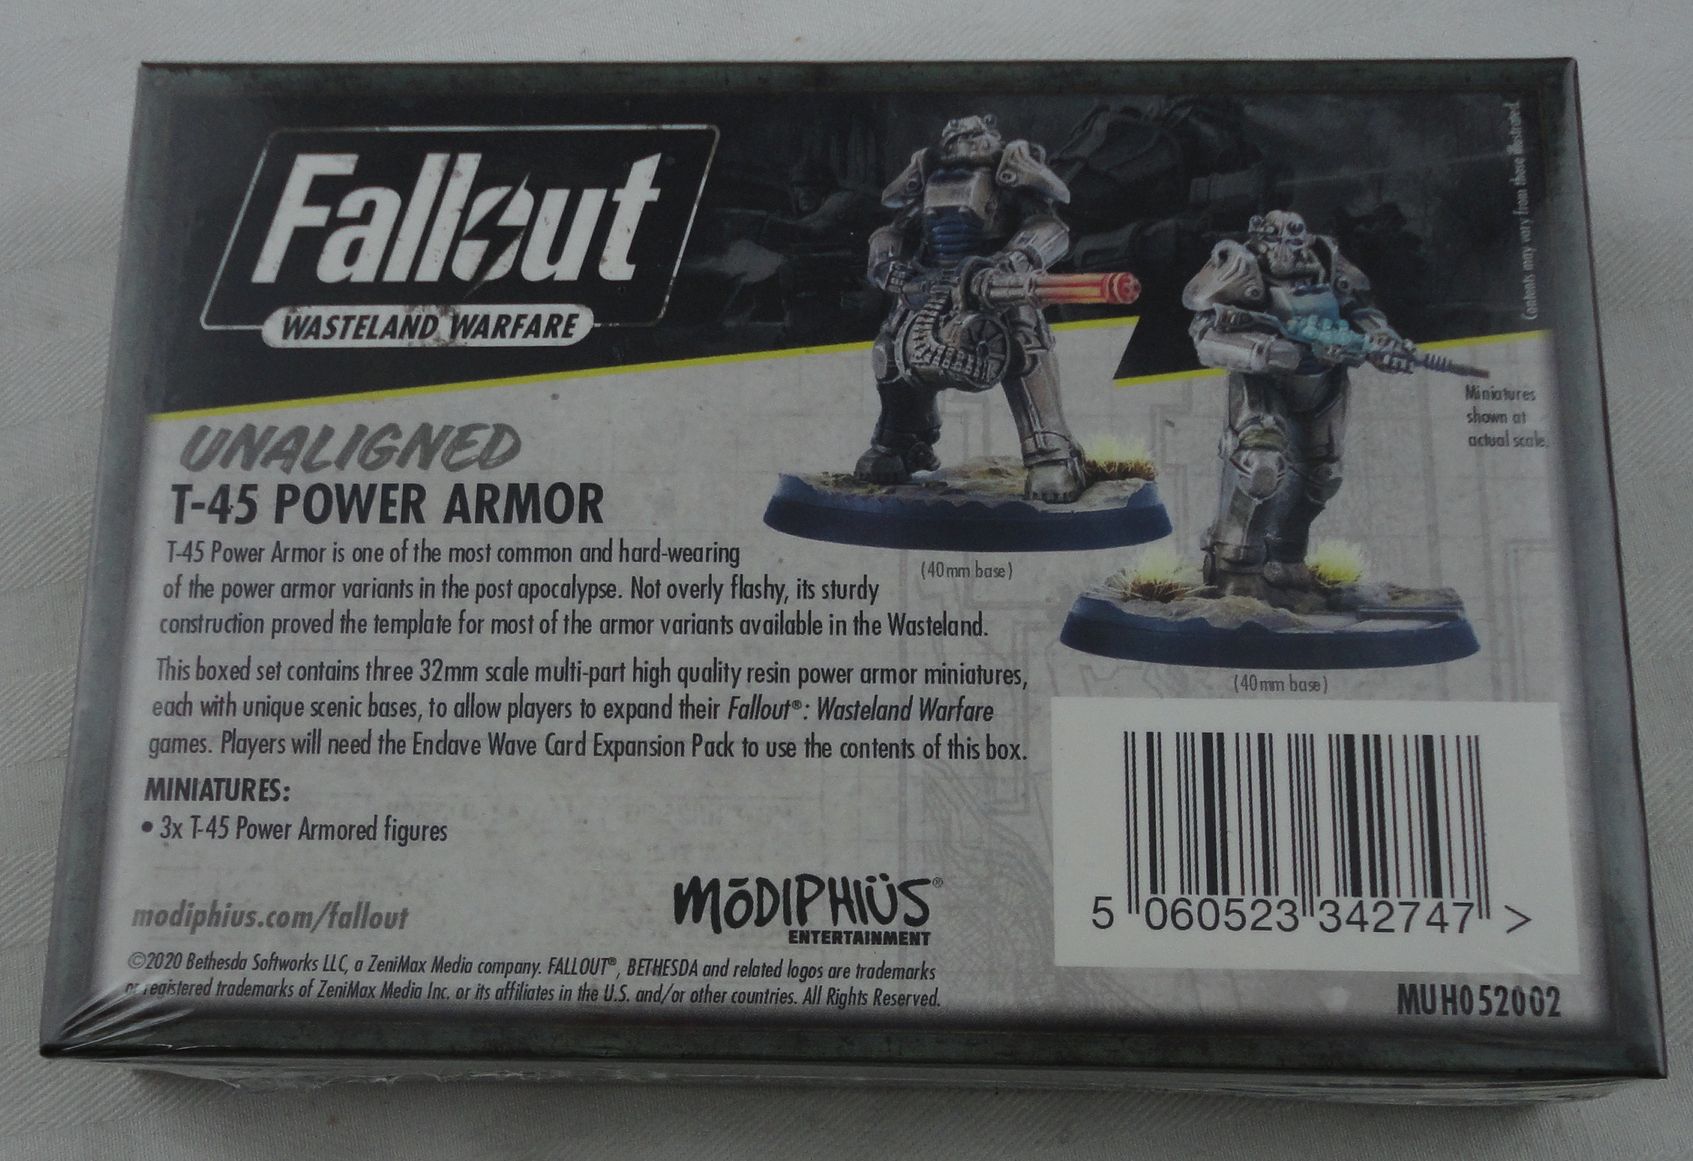 Fallout
WASTELAND WARFARE
Contents may vary from those illustrated.
Miniatures
shown at
actual scale.
UNALIGNED
T-45 POWER ARMOR
T-45 Power Armor is one of the most common and hard-wearing
of the power armor variants in the post apocalypse. Not overly flashy, its sturdy
construction proved the template for most of the armor variants available in the Wasteland.
(40mm base)
(40mm base)
This boxed set contains three 32mm scale multi-part high quality resin power armor miniatures,
each with unique scenic bases, to allow players to expand their Fallout®: Wasteland Warfare
games. Players will need the Enclave Wave Card Expansion Pack to use the contents of this box.
MINIATURES:
• 3x T-45 Power Armored figures
modiphius.com/fallout
MōDIPHIÜS®
ENTERTAINMENT
©2020 Bethesda Softworks LLC, a ZeniMax Media company. FALLOUT®, BETHESDA and related logos are trademarks
or registered trademarks of ZeniMax Media Inc. or its affiliates in the U.S. and/or other countries. All Rights Reserved.
5 060523 342747 >
MUH052002